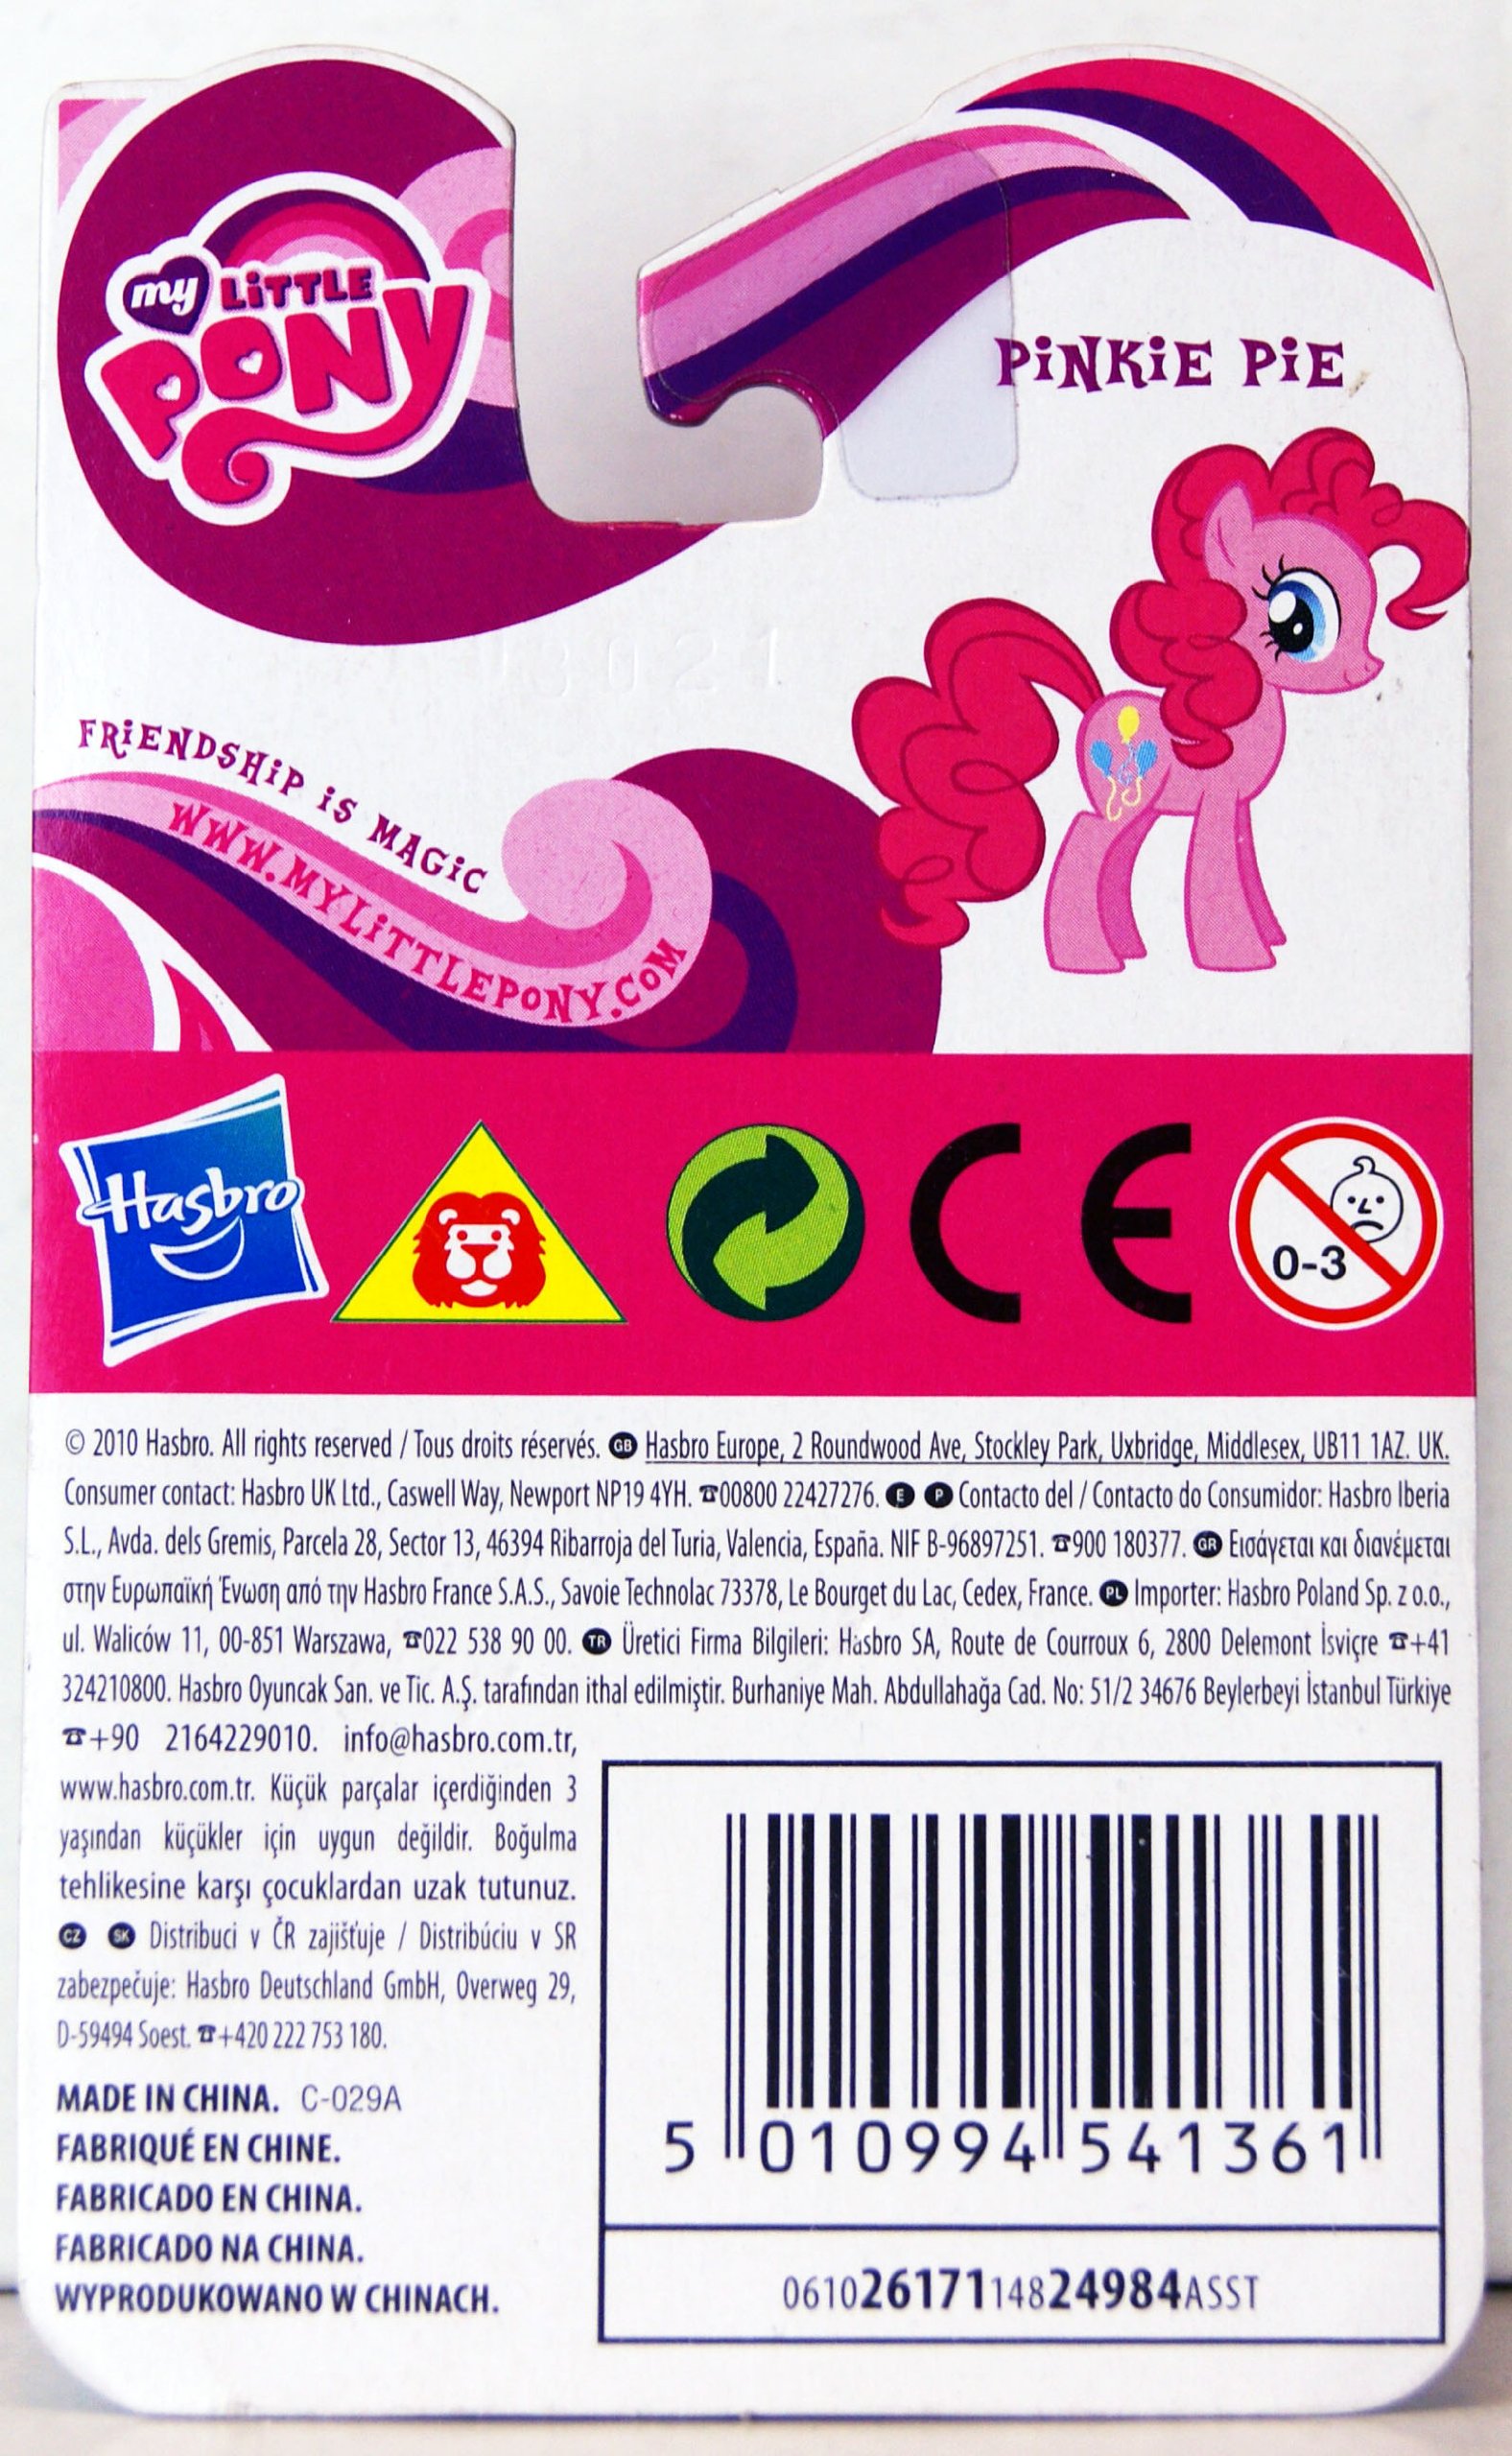 my LiTTLE
PONY
PiNKiE PiE
3021
FRiENDSHiP iS MAGiC
WWW.MYLiTTLEPONY.COM
Hasbro
CE
0-3
© 2010 Hasbro. All rights reserved / Tous droits réservés. GB Hasbro Europe, 2 Roundwood Ave, Stockley Park, Uxbridge, Middlesex, UB11 1AZ. UK.
Consumer contact: Hasbro UK Ltd., Caswell Way, Newport NP19 4YH. ☎00800 22427276. E P Contacto del / Contacto do Consumidor: Hasbro Iberia
S.L., Avda. dels Gremis, Parcela 28, Sector 13, 46394 Ribarroja del Turia, Valencia, España. NIF B-96897251. ☎900 180377. GR Εισάγεται και διανέμεται
στην Ευρωπαϊκή Ένωση από την Hasbro France S.A.S., Savoie Technolac 73378, Le Bourget du Lac, Cedex, France. PL Importer: Hasbro Poland Sp. z o.o.,
ul. Waliców 11, 00-851 Warszawa, ☎022 538 90 00. TR Üretici Firma Bilgileri: Hasbro SA, Route de Courroux 6, 2800 Delemont İsviçre ☎+41
324210800. Hasbro Oyuncak San. ve Tic. A.Ş. tarafından ithal edilmiştir. Burhaniye Mah. Abdullahağa Cad. No: 51/2 34676 Beylerbeyi İstanbul Türkiye
☎+90 2164229010. info@hasbro.com.tr,
www.hasbro.com.tr. Küçük parçalar içerdiğinden 3
yaşından küçükler için uygun değildir. Boğulma
tehlikesine karşı çocuklardan uzak tutunuz.
CZ SK Distribuci v ČR zajišťuje / Distribúciu v SR
zabezpečuje: Hasbro Deutschland GmbH, Overweg 29,
D-59494 Soest. ☎+420 222 753 180.
MADE IN CHINA. C-029A
FABRIQUÉ EN CHINE.
FABRICADO EN CHINA.
FABRICADO NA CHINA.
WYPRODUKOWANO W CHINACH.
5 010994 541361
06102617114824984ASST